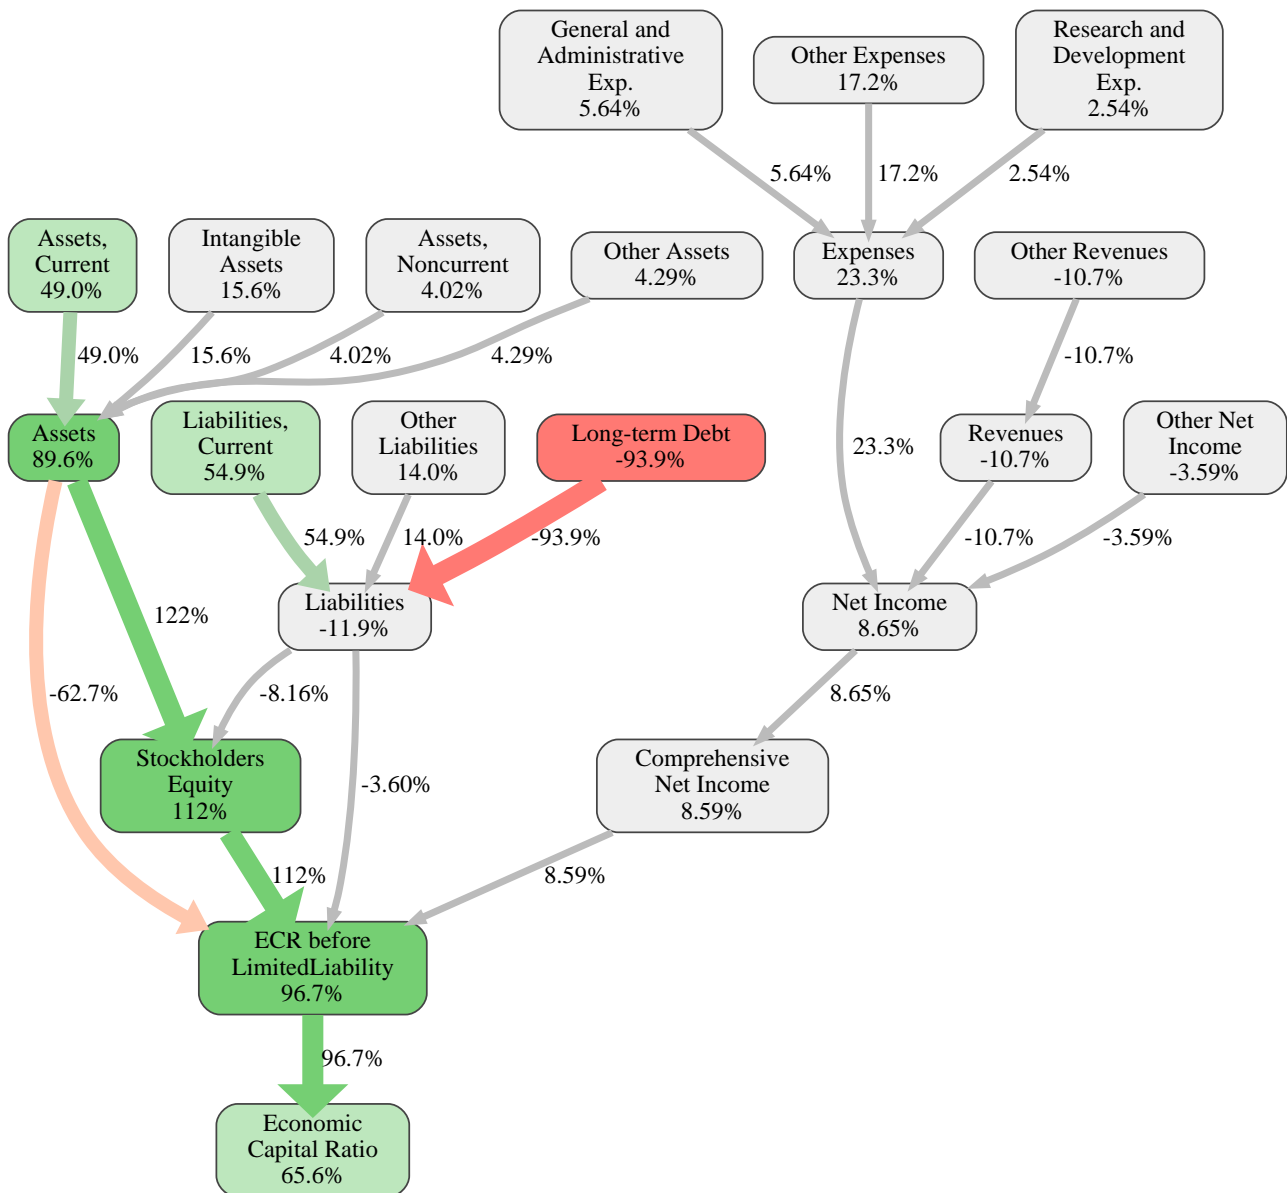 General and
Administrative
Exp.
5.64%
Other Expenses
17.2%
Research and
Development
Exp.
2.54%
5.64%
17.2%
2.54%
Assets,
Current
49.0%
Intangible
Assets
15.6%
Assets,
Noncurrent
4.02%
Other Assets
4.29%
Expenses
23.3%
Other Revenues
-10.7%
49.0%
15.6%
4.02%
4.29%
-10.7%
Assets
89.6%
Liabilities,
Current
54.9%
Other
Liabilities
14.0%
Long-term Debt
-93.9%
23.3%
Revenues
-10.7%
Other Net
Income
-3.59%
54.9%
14.0%
-93.9%
-10.7%
-3.59%
Liabilities
-11.9%
Net Income
8.65%
122%
-62.7%
-8.16%
8.65%
Stockholders
Equity
112%
-3.60%
Comprehensive
Net Income
8.59%
112%
8.59%
ECR before
LimitedLiability
96.7%
96.7%
Economic
Capital Ratio
65.6%